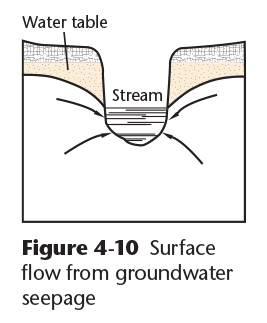 Water table
Stream
Figure 4-10 Surface
flow from groundwater
seepage